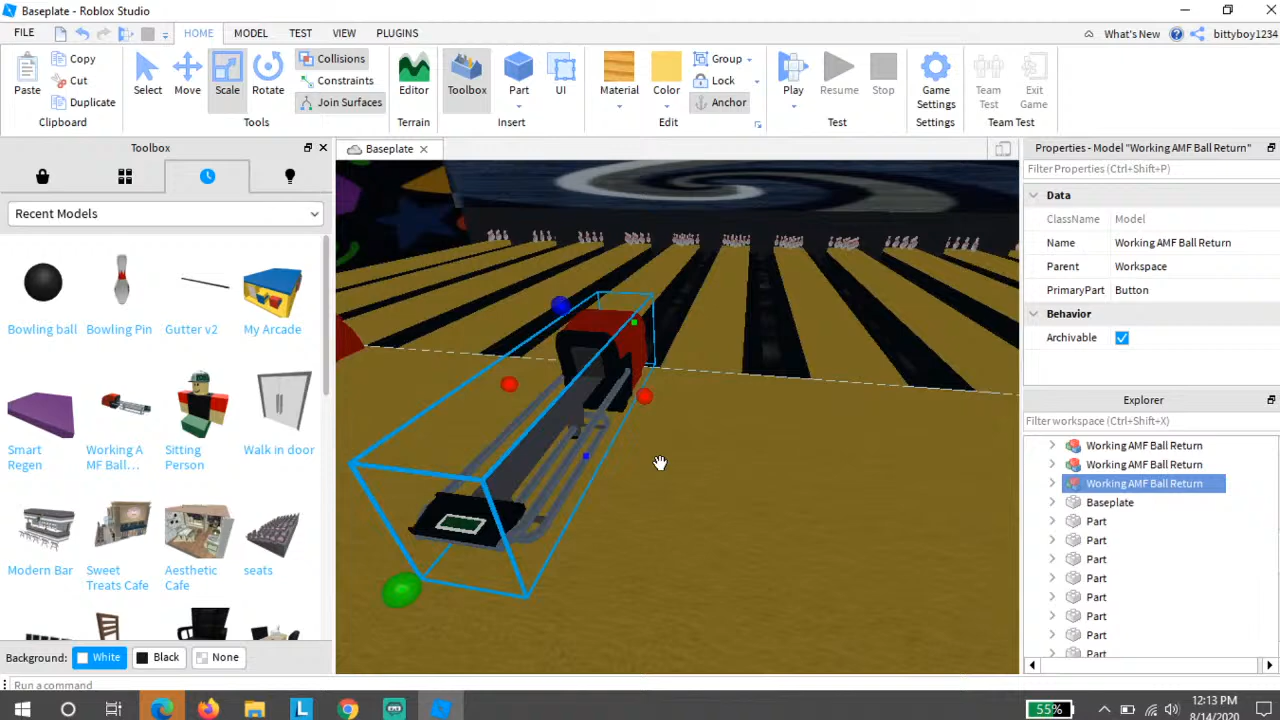 Baseplate - Roblox Studio
FILE HOME MODEL TEST VIEW PLUGINS What's New bittyboy1234
Paste Copy Cut Duplicate Select Move Scale Rotate Collisions Constraints Join Surfaces Editor Toolbox Part UI Material Color Group Lock Anchor Play Resume Stop Game Settings Team Test Exit Game
Clipboard Tools Terrain Insert Edit Test Settings Team Test
Toolbox
Recent Models
Bowling ball Bowling Pin Gutter v2 My Arcade
Smart Regen
Working A MF Ball...
Sitting Person
Walk in door
Modern Bar
Sweet Treats Cafe
Aesthetic Cafe
seats
Background: White Black None
Run a command
Baseplate
Properties - Model "Working AMF Ball Return"
Filter Properties (Ctrl+Shift+P)
Data
ClassName Model
Name Working AMF Ball Return
Parent Workspace
PrimaryPart Button
Behavior
Archivable
Explorer
Filter workspace (Ctrl+Shift+X)
Working AMF Ball Return
Working AMF Ball Return
Working AMF Ball Return
Baseplate
Part
Part
Part
Part
Part
Part
Part
Part
55%
12:13 PM
8/14/2020